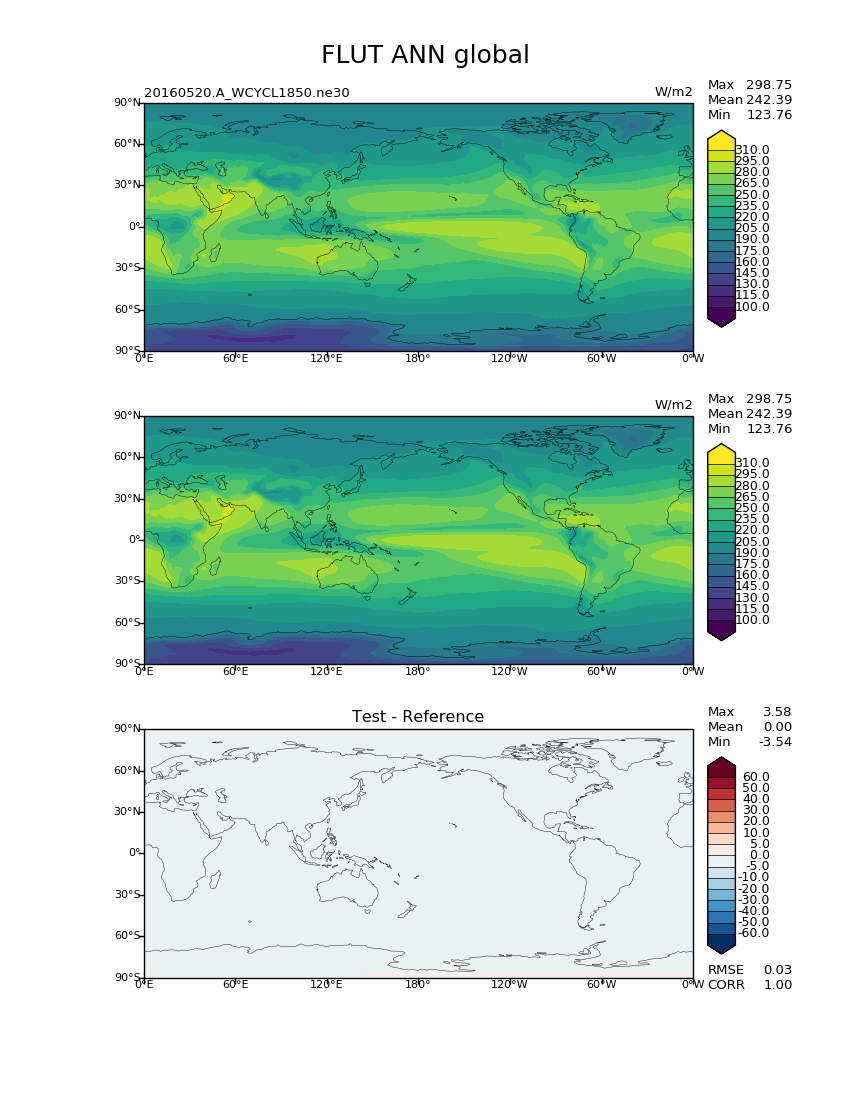 FLUT ANN global
20160520.A_WCYCL1850.ne30 W/m2
Max 298.75
Mean 242.39
Min 123.76
90°N
60°N
30°N
0°
30°S
60°S
90°S
0°E 60°E 120°E 180° 120°W 60°W 0°W
310.0
295.0
280.0
265.0
250.0
235.0
220.0
205.0
190.0
175.0
160.0
145.0
130.0
115.0
100.0
W/m2
Max 298.75
Mean 242.39
Min 123.76
90°N
60°N
30°N
0°
30°S
60°S
90°S
0°E 60°E 120°E 180° 120°W 60°W 0°W
310.0
295.0
280.0
265.0
250.0
235.0
220.0
205.0
190.0
175.0
160.0
145.0
130.0
115.0
100.0
Test - Reference
Max 3.58
Mean 0.00
Min -3.54
90°N
60°N
30°N
0°
30°S
60°S
90°S
0°E 60°E 120°E 180° 120°W 60°W 0°W
60.0
50.0
40.0
30.0
20.0
10.0
5.0
0.0
-5.0
-10.0
-20.0
-30.0
-40.0
-50.0
-60.0
RMSE 0.03
CORR 1.00